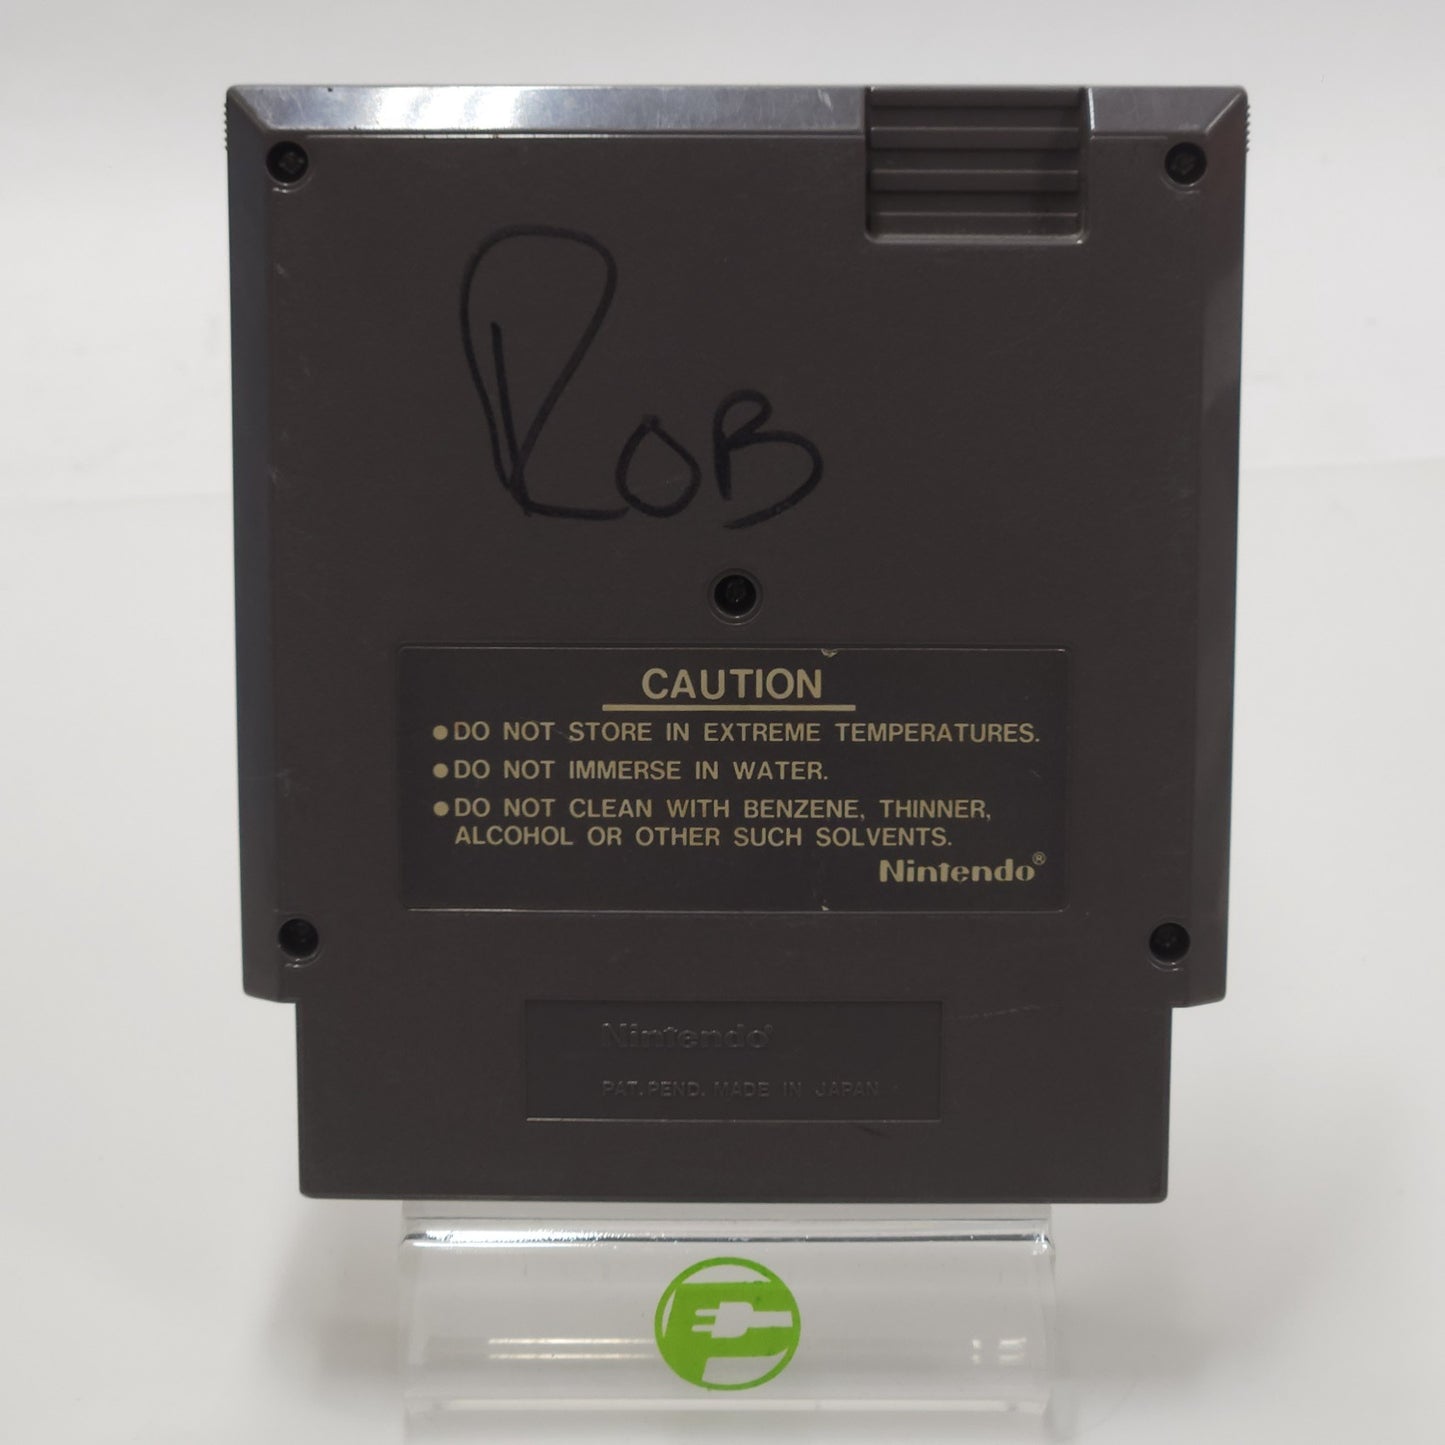 ROB
CAUTION
●DO NOT STORE IN EXTREME TEMPERATURES.
●DO NOT IMMERSE IN WATER.
●DO NOT CLEAN WITH BENZENE, THINNER,
ALCOHOL OR OTHER SUCH SOLVENTS.
Nintendo®
Nintendo®
PAT. PEND. MADE IN JAPAN